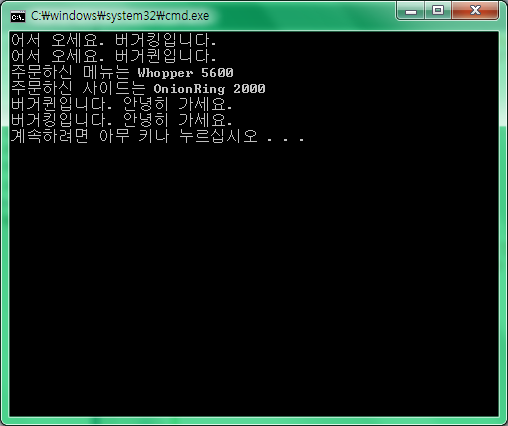 C:\windows\system32\cmd.exe
어서 오세요. 버거킹입니다.
어서 오세요. 버거퀸입니다.
주문하신 메뉴는 Whopper 5600
주문하신 사이드는 OnionRing 2000
버거퀸입니다. 안녕히 가세요.
버거킹입니다. 안녕히 가세요.
계속하려면 아무 키나 누르십시오 . . .